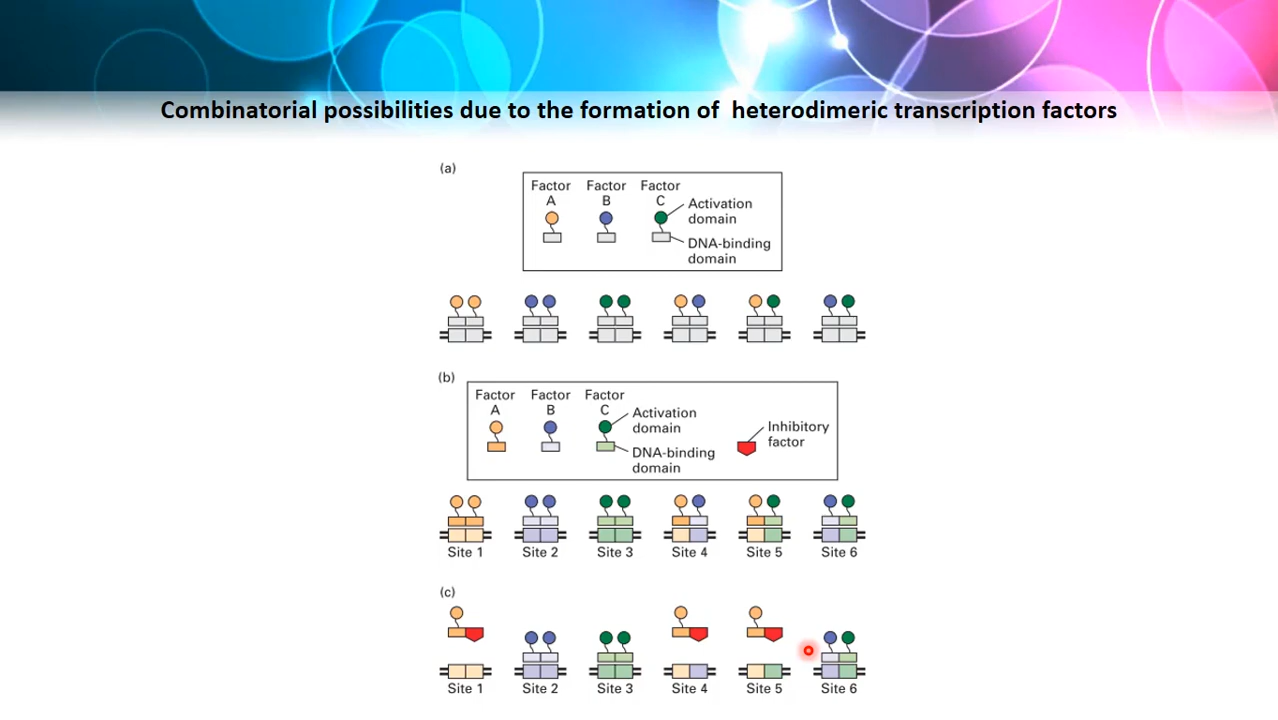 Combinatorial possibilities due to the formation of heterodimeric transcription factors
(a)
Factor A
Factor B
Factor C
Activation domain
DNA-binding domain
(b)
Factor A
Factor B
Factor C
Activation domain
DNA-binding domain
Inhibitory factor
Site 1 Site 2 Site 3 Site 4 Site 5 Site 6
(c)
Site 1 Site 2 Site 3 Site 4 Site 5 Site 6